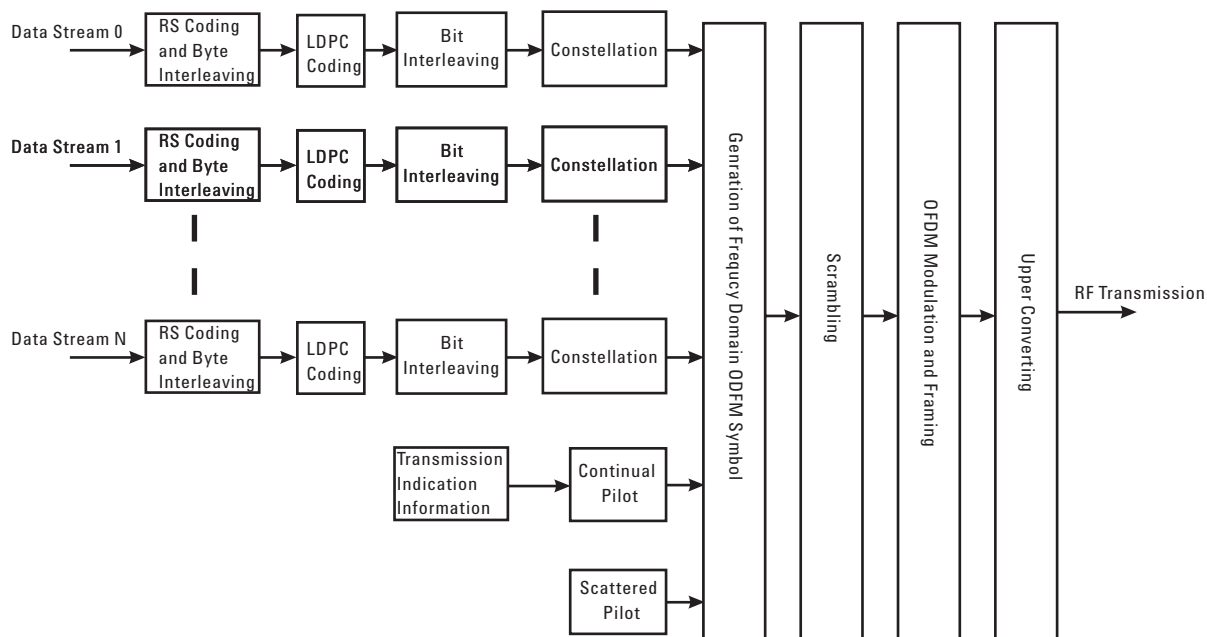 Data Stream 0
RS Coding
and Byte
Interleaving
LDPC
Coding
Bit
Interleaving
Constellation
Data Stream 1
RS Coding
and Byte
Interleaving
LDPC
Coding
Bit
Interleaving
Constellation
Data Stream N
RS Coding
and Byte
Interleaving
LDPC
Coding
Bit
Interleaving
Constellation
Transmission
Indication
Information
Continual
Pilot
Scattered
Pilot
Genration of Frequcy Domain ODFM Symbol
Scrambling
OFDM Modulation and Framing
Upper Converting
RF Transmission